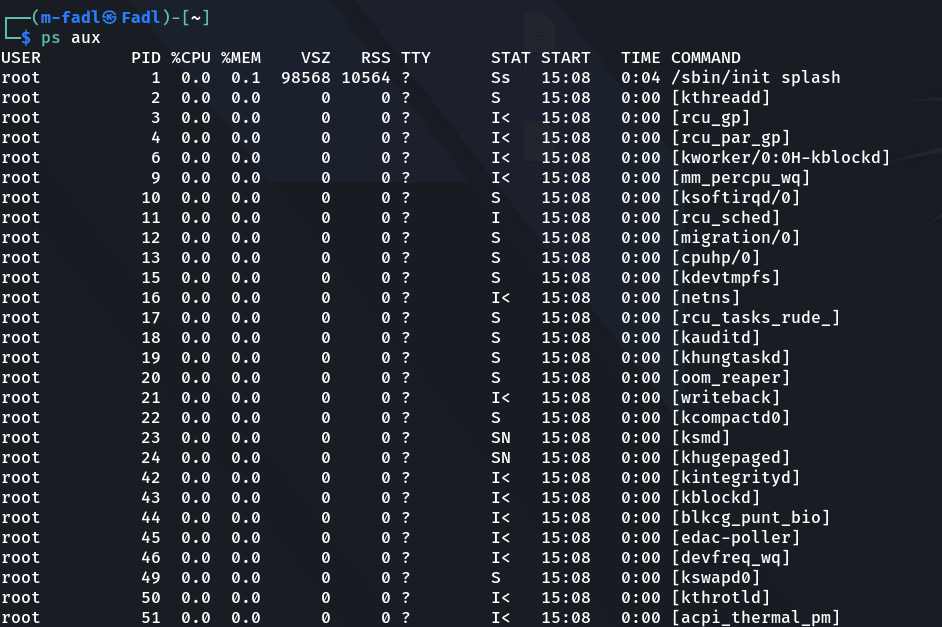 ┌──(m-fadl㉿Fadl)-[~]
└─$ ps aux
USER         PID %CPU %MEM    VSZ   RSS TTY      STAT START   TIME COMMAND
root           1  0.0  0.1  98568 10564 ?        Ss   15:08   0:04 /sbin/init splash
root           2  0.0  0.0      0     0 ?        S    15:08   0:00 [kthreadd]
root           3  0.0  0.0      0     0 ?        I<   15:08   0:00 [rcu_gp]
root           4  0.0  0.0      0     0 ?        I<   15:08   0:00 [rcu_par_gp]
root           6  0.0  0.0      0     0 ?        I<   15:08   0:00 [kworker/0:0H-kblockd]
root           9  0.0  0.0      0     0 ?        I<   15:08   0:00 [mm_percpu_wq]
root          10  0.0  0.0      0     0 ?        S    15:08   0:00 [ksoftirqd/0]
root          11  0.0  0.0      0     0 ?        I    15:08   0:00 [rcu_sched]
root          12  0.0  0.0      0     0 ?        S    15:08   0:00 [migration/0]
root          13  0.0  0.0      0     0 ?        S    15:08   0:00 [cpuhp/0]
root          15  0.0  0.0      0     0 ?        S    15:08   0:00 [kdevtmpfs]
root          16  0.0  0.0      0     0 ?        I<   15:08   0:00 [netns]
root          17  0.0  0.0      0     0 ?        S    15:08   0:00 [rcu_tasks_rude_]
root          18  0.0  0.0      0     0 ?        S    15:08   0:00 [kauditd]
root          19  0.0  0.0      0     0 ?        S    15:08   0:00 [khungtaskd]
root          20  0.0  0.0      0     0 ?        S    15:08   0:00 [oom_reaper]
root          21  0.0  0.0      0     0 ?        I<   15:08   0:00 [writeback]
root          22  0.0  0.0      0     0 ?        S    15:08   0:00 [kcompactd0]
root          23  0.0  0.0      0     0 ?        SN   15:08   0:00 [ksmd]
root          24  0.0  0.0      0     0 ?        SN   15:08   0:00 [khugepaged]
root          42  0.0  0.0      0     0 ?        I<   15:08   0:00 [kintegrityd]
root          43  0.0  0.0      0     0 ?        I<   15:08   0:00 [kblockd]
root          44  0.0  0.0      0     0 ?        I<   15:08   0:00 [blkcg_punt_bio]
root          45  0.0  0.0      0     0 ?        I<   15:08   0:00 [edac-poller]
root          46  0.0  0.0      0     0 ?        I<   15:08   0:00 [devfreq_wq]
root          49  0.0  0.0      0     0 ?        S    15:08   0:00 [kswapd0]
root          50  0.0  0.0      0     0 ?        I<   15:08   0:00 [kthrotld]
root          51  0.0  0.0      0     0 ?        I<   15:08   0:00 [acpi_thermal_pm]